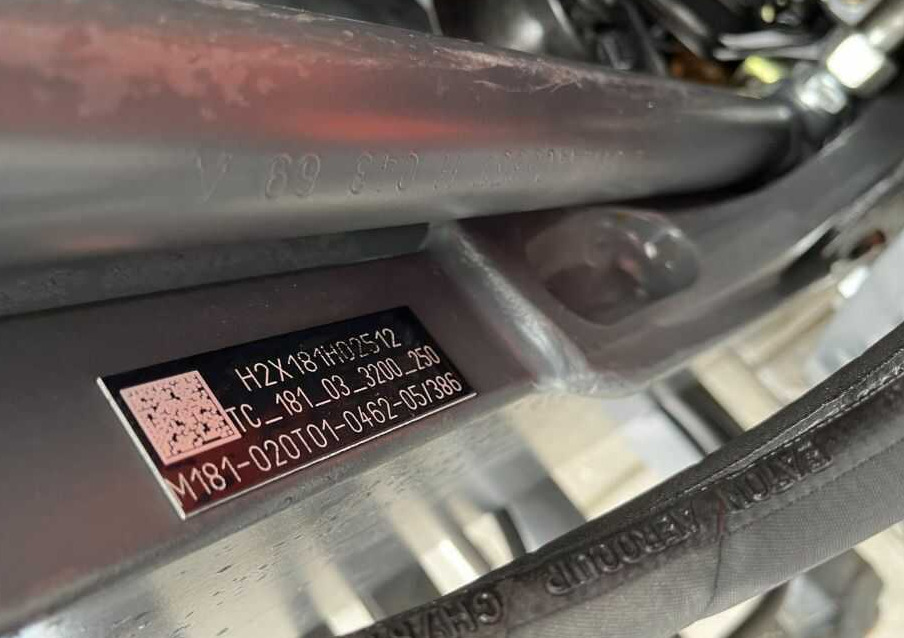 H2X181H02512
TC_181_03_3200_250
M181-020T01-0462-05/386
EATON AEROQUIP